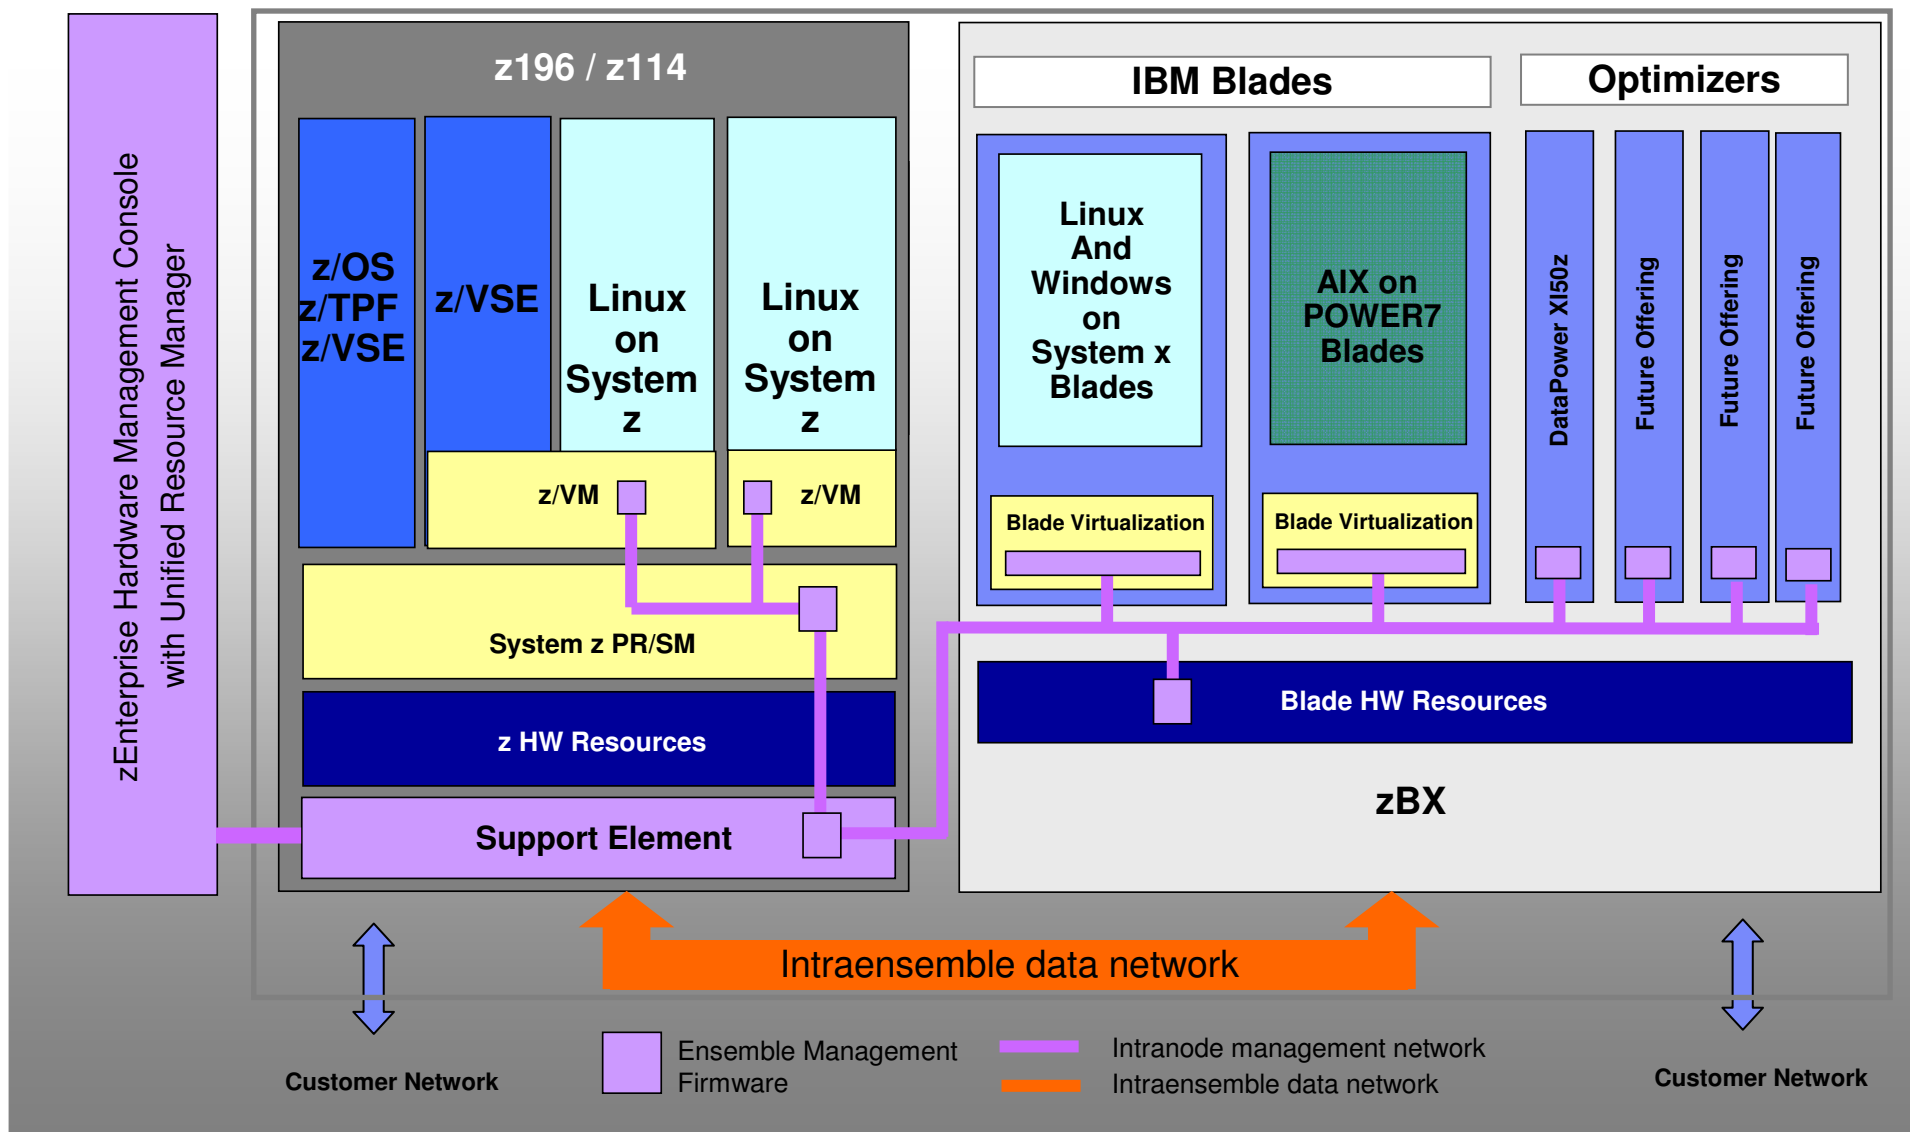 zEnterprise Hardware Management Console
with Unified Resource Manager
z196 / z114
z/OS
z/TPF
z/VSE
z/VSE
Linux
on
System
z
Linux
on
System
z
z/VM
z/VM
System z PR/SM
z HW Resources
Support Element
IBM Blades
Optimizers
Linux
And
Windows
on
System x
Blades
AIX on
POWER7
Blades
DataPower XI50z
Future Offering
Future Offering
Future Offering
Blade Virtualization
Blade Virtualization
Blade HW Resources
zBX
Intraensemble data network
Customer Network
Ensemble Management
Firmware
Intranode management network
Intraensemble data network
Customer Network